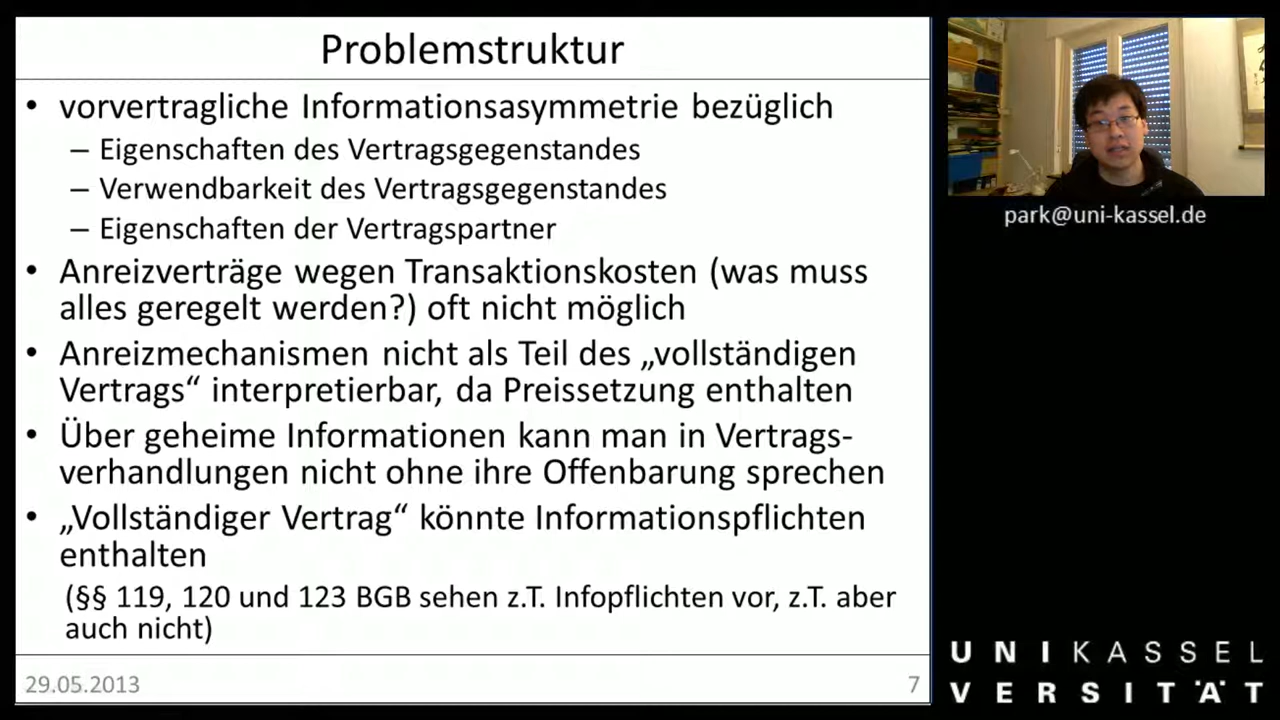 Problemstruktur
• vorvertragliche Informationsasymmetrie bezüglich
– Eigenschaften des Vertragsgegenstandes
– Verwendbarkeit des Vertragsgegenstandes
– Eigenschaften der Vertragspartner
• Anreizverträge wegen Transaktionskosten (was muss
alles geregelt werden?) oft nicht möglich
• Anreizmechanismen nicht als Teil des „vollständigen
Vertrags“ interpretierbar, da Preissetzung enthalten
• Über geheime Informationen kann man in Vertrags-
verhandlungen nicht ohne ihre Offenbarung sprechen
• „Vollständiger Vertrag“ könnte Informationspflichten
enthalten
(§§ 119, 120 und 123 BGB sehen z.T. Infopflichten vor, z.T. aber
auch nicht)
29.05.2013
7
park@uni-kassel.de
UNIKASSEL
VERSITÄT